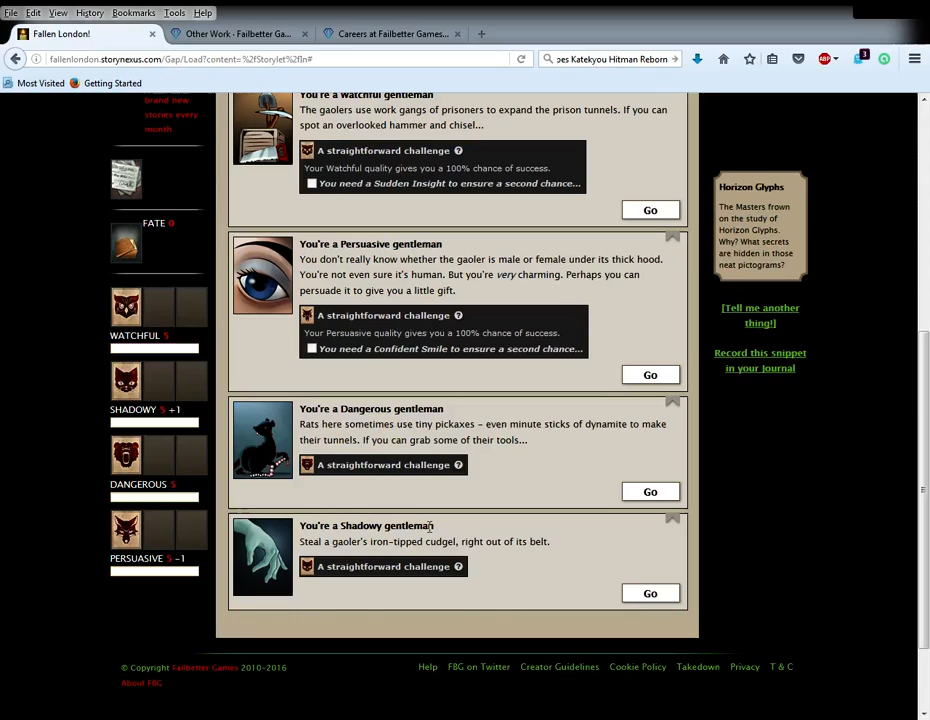 File Edit View History Bookmarks Tools Help
Fallen London! × Other Work · Failbetter Ga... × Careers at Failbetter Games... × +
fallenlondon.storynexus.com/Gap/Load?content=%2fStorylet%2fIn# pes Katekyou Hitman Reborn ABP 3
Most Visited Getting Started
brand new
stories every
month
FATE 0
WATCHFUL 5
SHADOWY 5 +1
DANGEROUS 5
PERSUASIVE 5 -1
You're a Watchful gentleman
The gaolers use work gangs of prisoners to expand the prison tunnels. If you can
spot an overlooked hammer and chisel...
A straightforward challenge ?
Your Watchful quality gives you a 100% chance of success.
You need a Sudden Insight to ensure a second chance...
Go
You're a Persuasive gentleman
You don't really know whether the gaoler is male or female under its thick hood.
You're not even sure it's human. But you're very charming. Perhaps you can
persuade it to give you a little gift.
A straightforward challenge ?
Your Persuasive quality gives you a 100% chance of success.
You need a Confident Smile to ensure a second chance...
Go
You're a Dangerous gentleman
Rats here sometimes use tiny pickaxes – even minute sticks of dynamite to make
their tunnels. If you can grab some of their tools...
A straightforward challenge ?
Go
You're a Shadowy gentleman
Steal a gaoler's iron-tipped cudgel, right out of its belt.
A straightforward challenge ?
Go
Horizon Glyphs
The Masters frown
on the study of
Horizon Glyphs.
Why? What secrets
are hidden in those
neat pictograms?
[Tell me another
thing!]
Record this snippet
in your Journal
© Copyright Failbetter Games 2010-2016
About FBG
Help FBG on Twitter Creator Guidelines Cookie Policy Takedown Privacy T & C